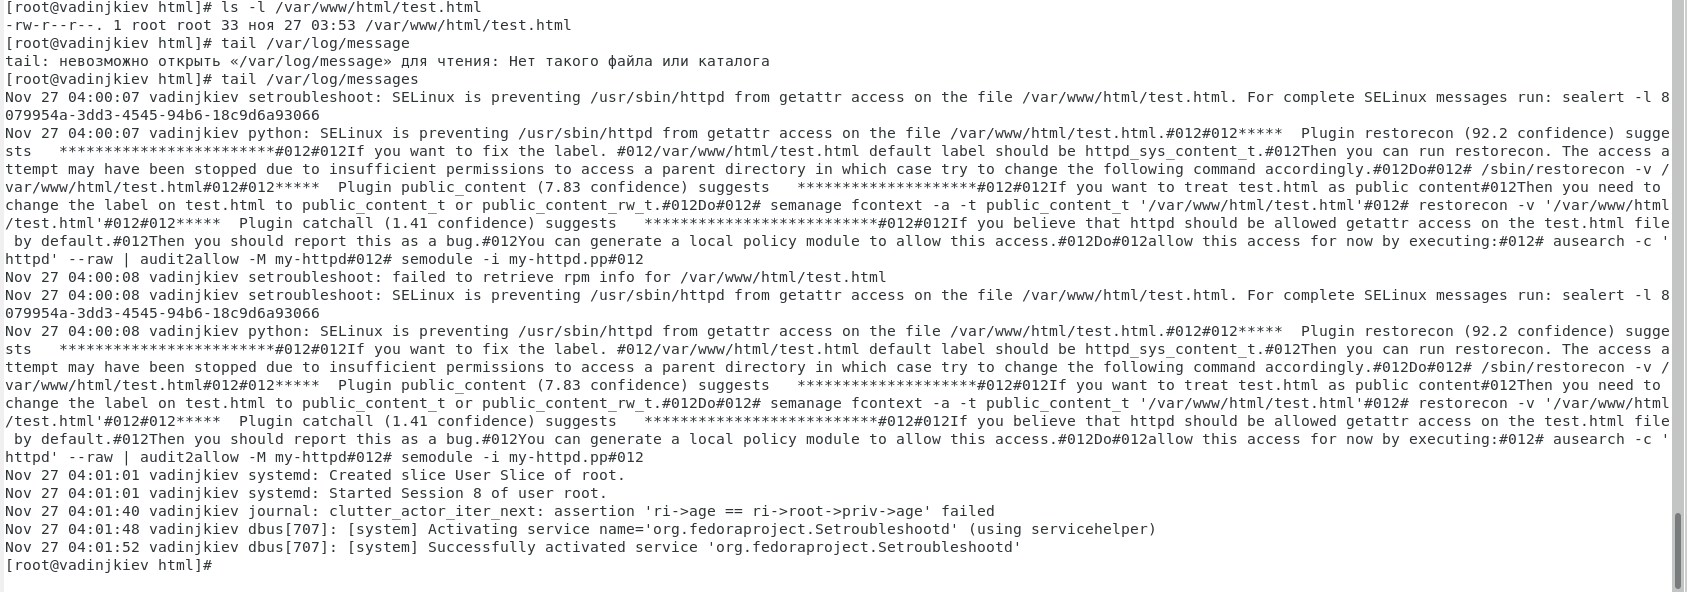 [root@vadinjkiev html]# ls -l /var/www/html/test.html
-rw-r--r--. 1 root root 33 ноя 27 03:53 /var/www/html/test.html
[root@vadinjkiev html]# tail /var/log/message
tail: невозможно открыть «/var/log/message» для чтения: Нет такого файла или каталога
[root@vadinjkiev html]# tail /var/log/messages
Nov 27 04:00:07 vadinjkiev setroubleshoot: SELinux is preventing /usr/sbin/httpd from getattr access on the file /var/www/html/test.html. For complete SELinux messages run: sealert -l 8
079954a-3dd3-4545-94b6-18c9d6a93066
Nov 27 04:00:07 vadinjkiev python: SELinux is preventing /usr/sbin/httpd from getattr access on the file /var/www/html/test.html.#012#012*****  Plugin restorecon (92.2 confidence) sugge
sts   ************************#012#012If you want to fix the label. #012/var/www/html/test.html default label should be httpd_sys_content_t.#012Then you can run restorecon. The access a
ttempt may have been stopped due to insufficient permissions to access a parent directory in which case try to change the following command accordingly.#012Do#012# /sbin/restorecon -v /
var/www/html/test.html#012#012*****  Plugin public_content (7.83 confidence) suggests   ********************#012#012If you want to treat test.html as public content#012Then you need to
change the label on test.html to public_content_t or public_content_rw_t.#012Do#012# semanage fcontext -a -t public_content_t '/var/www/html/test.html'#012# restorecon -v '/var/www/html
/test.html'#012#012*****  Plugin catchall (1.41 confidence) suggests   **************************#012#012If you believe that httpd should be allowed getattr access on the test.html file
 by default.#012Then you should report this as a bug.#012You can generate a local policy module to allow this access.#012Do#012allow this access for now by executing:#012# ausearch -c '
httpd' --raw | audit2allow -M my-httpd#012# semodule -i my-httpd.pp#012
Nov 27 04:00:08 vadinjkiev setroubleshoot: failed to retrieve rpm info for /var/www/html/test.html
Nov 27 04:00:08 vadinjkiev setroubleshoot: SELinux is preventing /usr/sbin/httpd from getattr access on the file /var/www/html/test.html. For complete SELinux messages run: sealert -l 8
079954a-3dd3-4545-94b6-18c9d6a93066
Nov 27 04:00:08 vadinjkiev python: SELinux is preventing /usr/sbin/httpd from getattr access on the file /var/www/html/test.html.#012#012*****  Plugin restorecon (92.2 confidence) sugge
sts   ************************#012#012If you want to fix the label. #012/var/www/html/test.html default label should be httpd_sys_content_t.#012Then you can run restorecon. The access a
ttempt may have been stopped due to insufficient permissions to access a parent directory in which case try to change the following command accordingly.#012Do#012# /sbin/restorecon -v /
var/www/html/test.html#012#012*****  Plugin public_content (7.83 confidence) suggests   ********************#012#012If you want to treat test.html as public content#012Then you need to
change the label on test.html to public_content_t or public_content_rw_t.#012Do#012# semanage fcontext -a -t public_content_t '/var/www/html/test.html'#012# restorecon -v '/var/www/html
/test.html'#012#012*****  Plugin catchall (1.41 confidence) suggests   **************************#012#012If you believe that httpd should be allowed getattr access on the test.html file
 by default.#012Then you should report this as a bug.#012You can generate a local policy module to allow this access.#012Do#012allow this access for now by executing:#012# ausearch -c '
httpd' --raw | audit2allow -M my-httpd#012# semodule -i my-httpd.pp#012
Nov 27 04:01:01 vadinjkiev systemd: Created slice User Slice of root.
Nov 27 04:01:01 vadinjkiev systemd: Started Session 8 of user root.
Nov 27 04:01:40 vadinjkiev journal: clutter_actor_iter_next: assertion 'ri->age == ri->root->priv->age' failed
Nov 27 04:01:48 vadinjkiev dbus[707]: [system] Activating service name='org.fedoraproject.Setroubleshootd' (using servicehelper)
Nov 27 04:01:52 vadinjkiev dbus[707]: [system] Successfully activated service 'org.fedoraproject.Setroubleshootd'
[root@vadinjkiev html]#